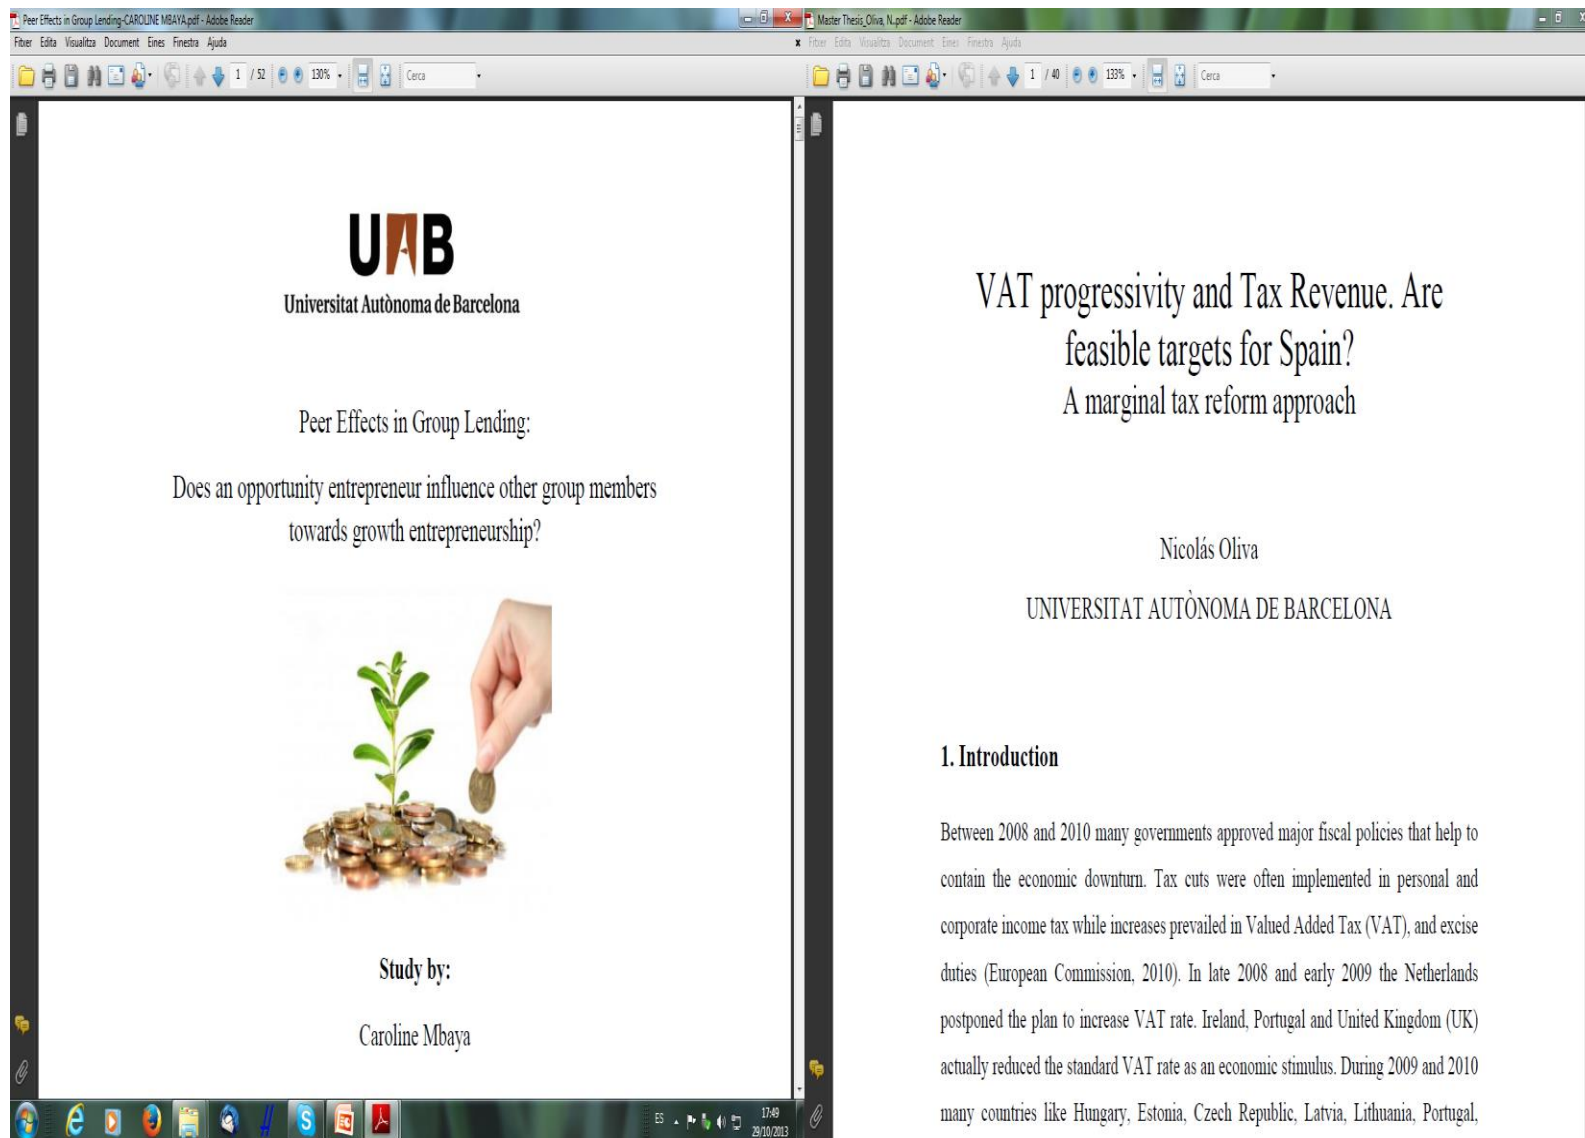 Peer Effects in Group Lending-CAROLINE MBAYA.pdf - Adobe Reader
Fitxer Edita Visualitza Document Eines Finestra Ajuda
1 / 52 130% Cerca
UAB
Universitat Autònoma de Barcelona
Peer Effects in Group Lending:
Does an opportunity entrepreneur influence other group members
towards growth entrepreneurship?
Study by:
Caroline Mbaya
ES 17:49
29/10/2013
Master Thesis_Oliva, N..pdf - Adobe Reader
Fitxer Edita Visualitza Document Eines Finestra Ajuda
1 / 40 133% Cerca
VAT progressivity and Tax Revenue. Are
feasible targets for Spain?
A marginal tax reform approach
Nicolás Oliva
UNIVERSITAT AUTÒNOMA DE BARCELONA
1. Introduction
Between 2008 and 2010 many governments approved major fiscal policies that help to
contain the economic downturn. Tax cuts were often implemented in personal and
corporate income tax while increases prevailed in Valued Added Tax (VAT), and excise
duties (European Commission, 2010). In late 2008 and early 2009 the Netherlands
postponed the plan to increase VAT rate. Ireland, Portugal and United Kingdom (UK)
actually reduced the standard VAT rate as an economic stimulus. During 2009 and 2010
many countries like Hungary, Estonia, Czech Republic, Latvia, Lithuania, Portugal,